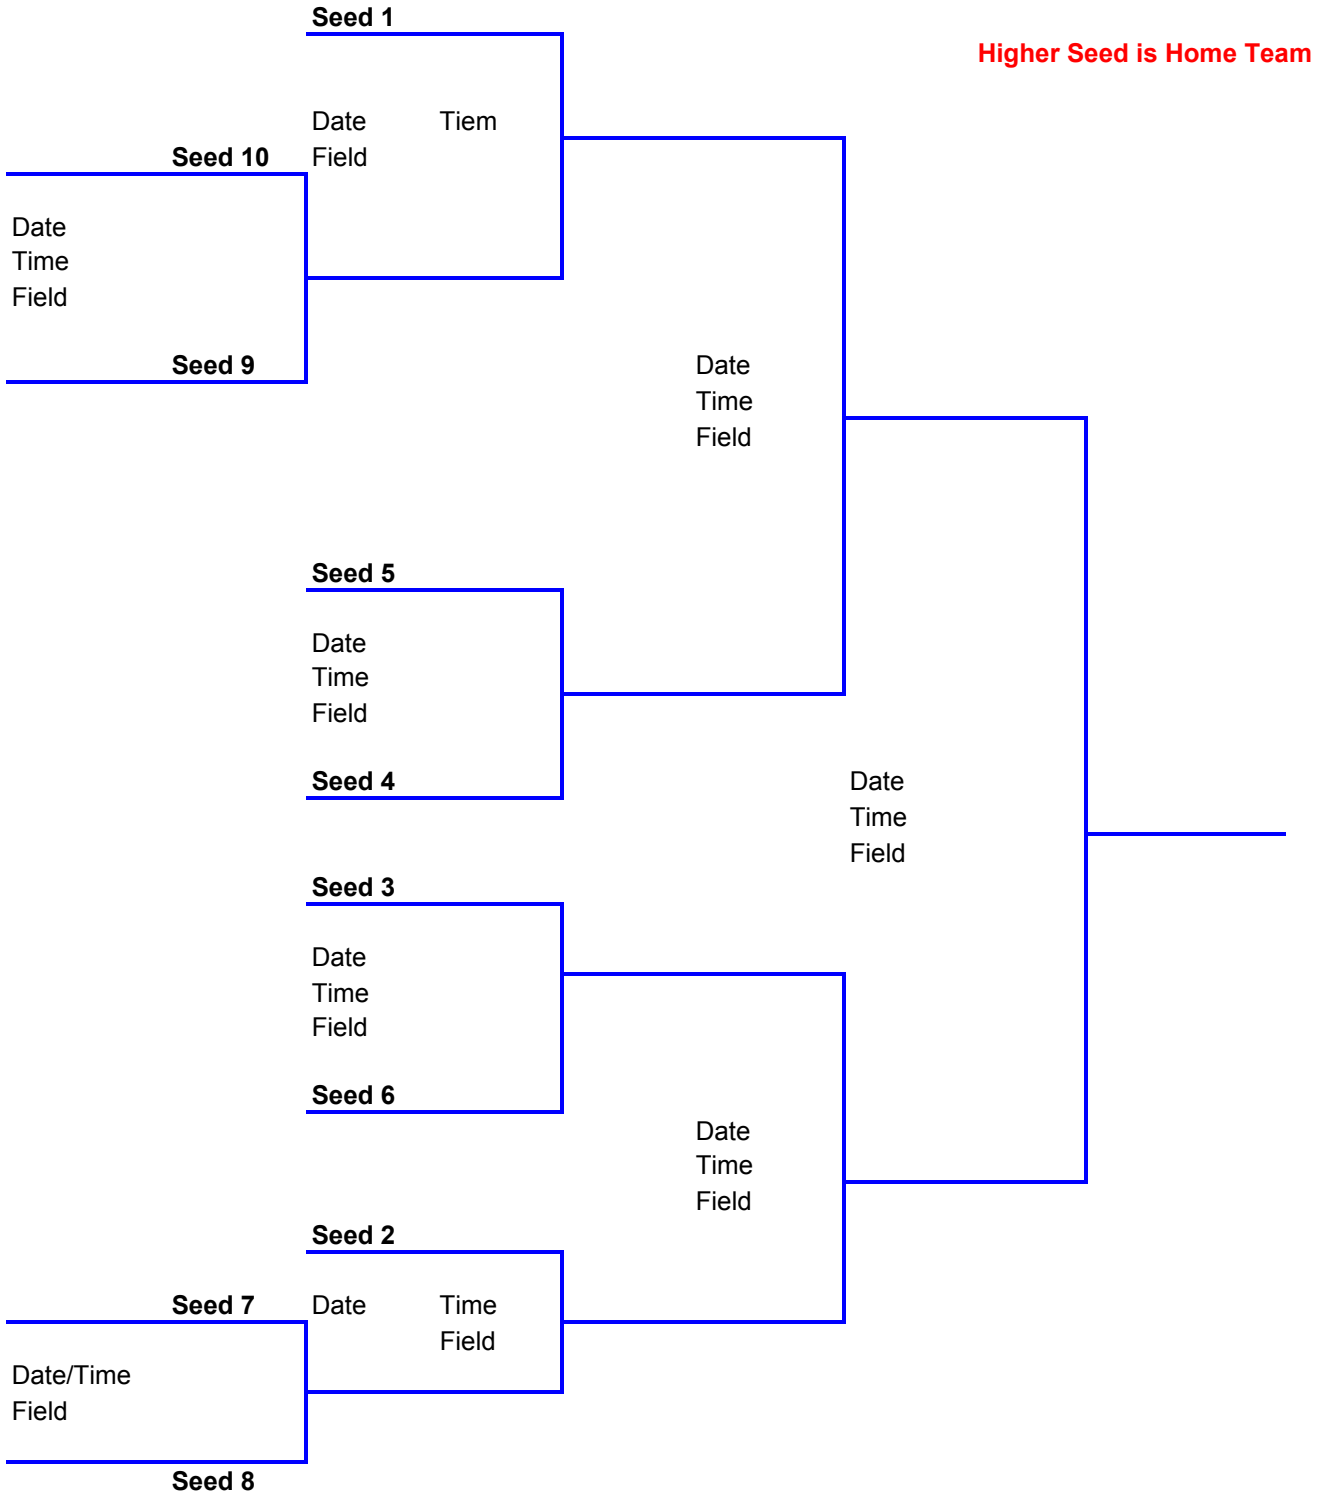 Seed 1
Higher Seed is Home Team
Date Tiem
Seed 10 Field
Date
Time
Field
Seed 9 Date
Time
Field
Seed 5
Date
Time
Field
Seed 4 Date
Time
Field
Seed 3
Date
Time
Field
Seed 6
Date
Time
Field
Seed 2
Seed 7 Date Time
Field
Date/Time
Field
Seed 8